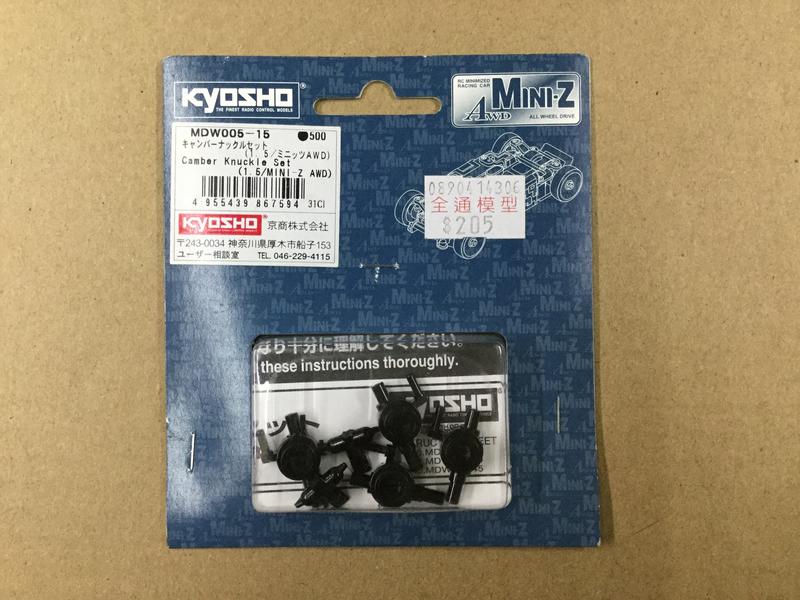 KYOSHO
THE FINEST RADIO CONTROL MODELS
RC MINIMIZED
RACING CAR
MINI-Z
AWD
ALL WHEEL DRIVE
MDW005-15 ●500
キャンバーナックルセット
(1.5/ミニッツAWD)
Camber Knuckle Set
(1.5/MINI-Z AWD)
4 955439 867594 31CI
KYOSHO 京商株式会社
〒243-0034 神奈川県厚木市船子153
ユーザー相談室 TEL. 046-229-4115
0890414306
全通模型
$205
なり十分に理解してください。
these instructions thoroughly.
OSHO